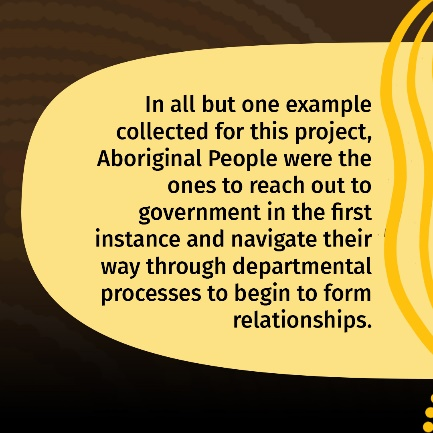 In all but one example
collected for this project,
Aboriginal People were the
ones to reach out to
government in the first
instance and navigate their
way through departmental
processes to begin to form
relationships.